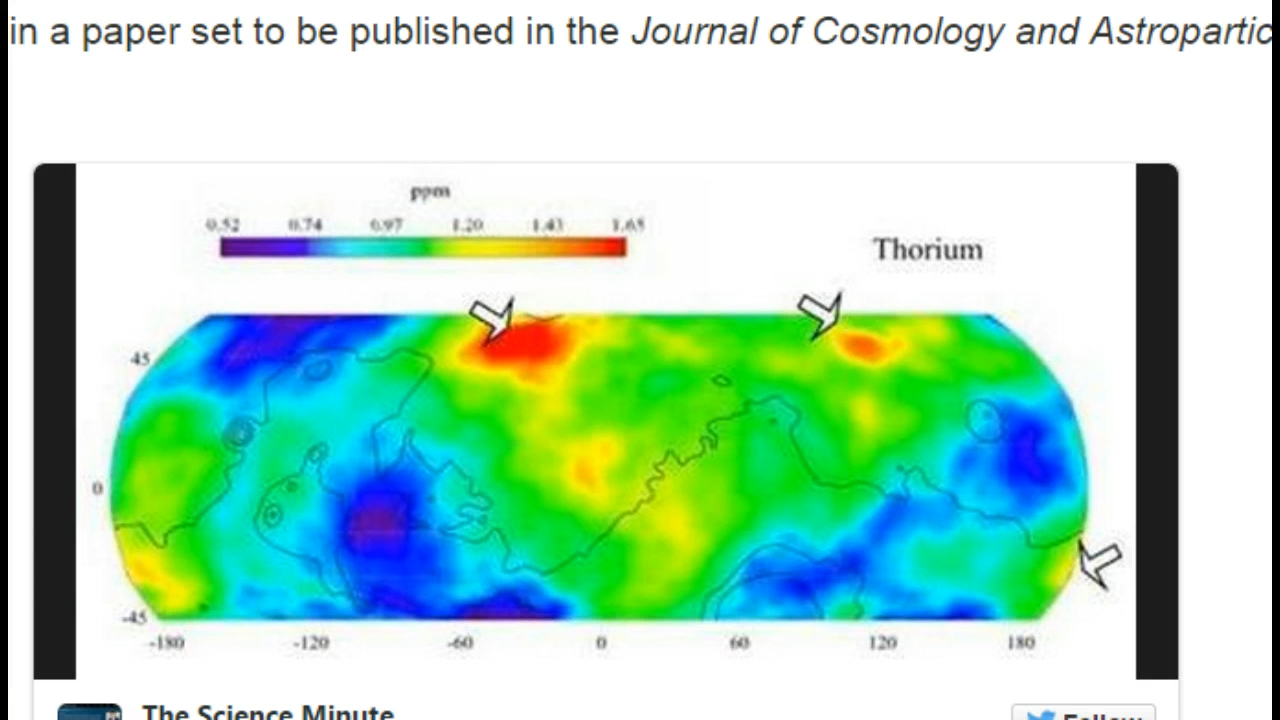 in a paper set to be published in the Journal of Cosmology and Astropartic
ppm
0.52 0.74 0.97 1.20 1.43 1.65
Thorium
45
0
-45
-180 -120 -60 0 60 120 180
The Science Minute
Follow